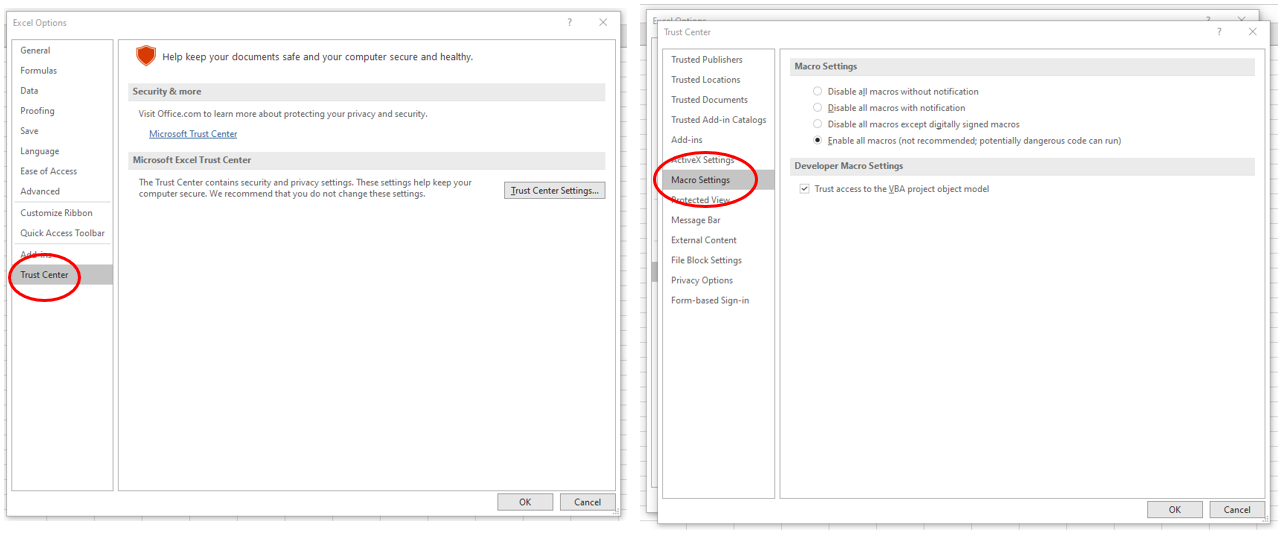 Excel Options
?
General
Formulas
Data
Proofing
Save
Language
Ease of Access
Advanced
Customize Ribbon
Quick Access Toolbar
Add-ins
Trust Center
Help keep your documents safe and your computer secure and healthy.
Security & more
Visit Office.com to learn more about protecting your privacy and security.
Microsoft Trust Center
Microsoft Excel Trust Center
The Trust Center contains security and privacy settings. These settings help keep your
computer secure. We recommend that you do not change these settings.
Trust Center Settings...
OK
Cancel
Excel Options
?
Trust Center
?
Trusted Publishers
Trusted Locations
Trusted Documents
Trusted Add-in Catalogs
Add-ins
ActiveX Settings
Macro Settings
Protected View
Message Bar
External Content
File Block Settings
Privacy Options
Form-based Sign-in
Macro Settings
Disable all macros without notification
Disable all macros with notification
Disable all macros except digitally signed macros
Enable all macros (not recommended; potentially dangerous code can run)
Developer Macro Settings
Trust access to the VBA project object model
OK
Cancel